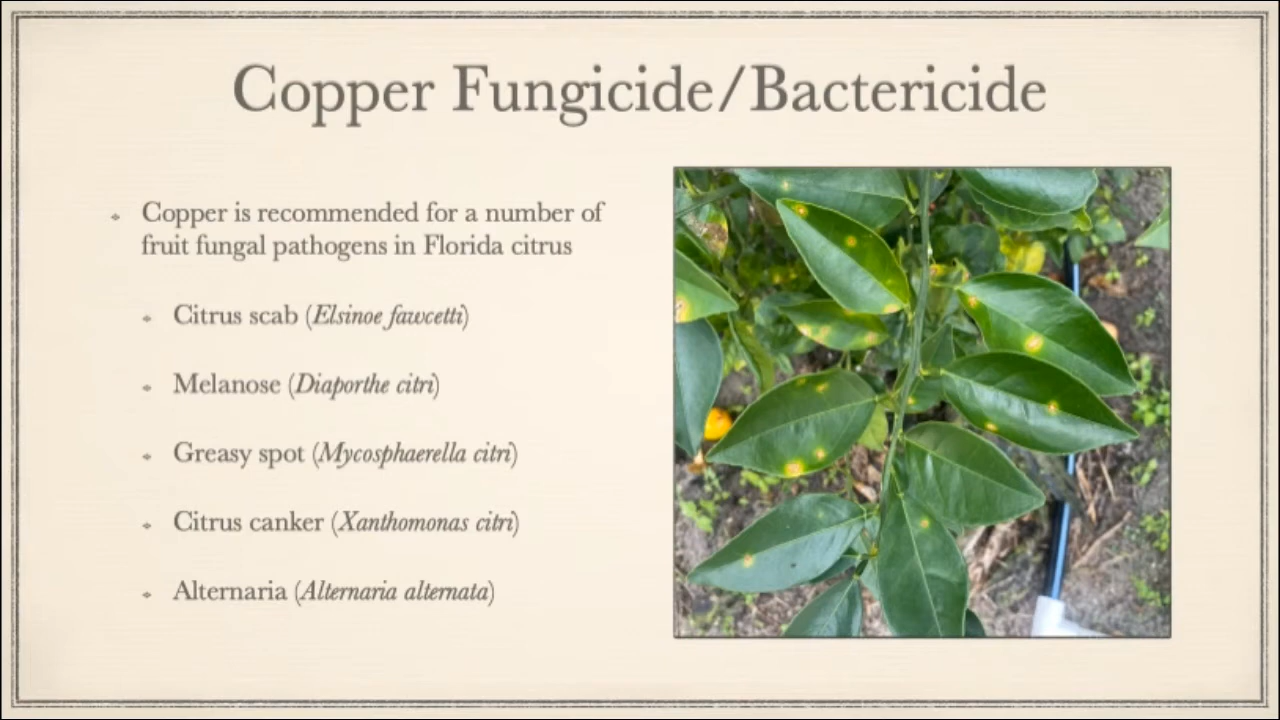 Copper Fungicide/Bactericide
Copper is recommended for a number of
fruit fungal pathogens in Florida citrus
Citrus scab (Elsinoe fawcetti)
Melanose (Diaporthe citri)
Greasy spot (Mycosphaerella citri)
Citrus canker (Xanthomonas citri)
Alternaria (Alternaria alternata)